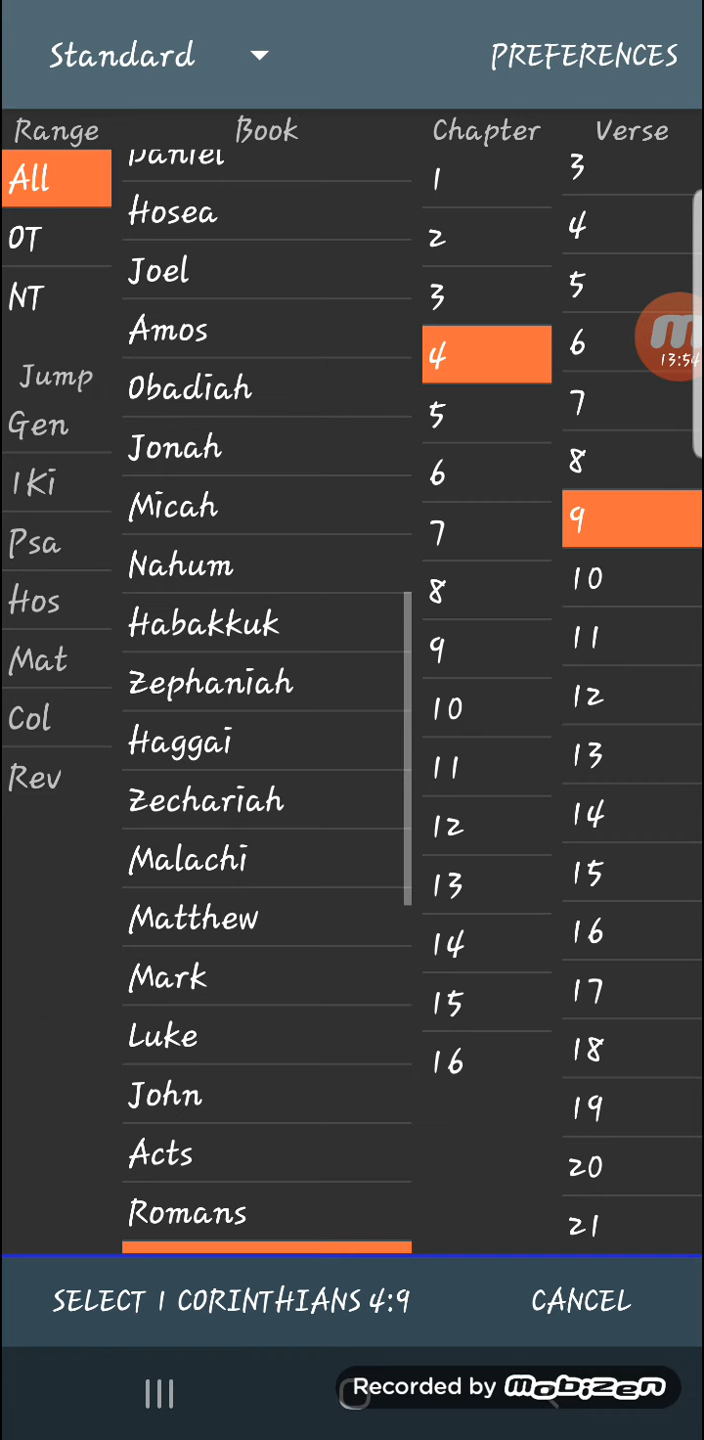 Standard
PREFERENCES
Range
Book
Chapter
Verse
All
OT
NT
Jump
Gen
1Ki
Psa
Hos
Mat
Col
Rev
Daniel
Hosea
Joel
Amos
Obadiah
Jonah
Micah
Nahum
Habakkuk
Zephaniah
Haggai
Zechariah
Malachi
Matthew
Mark
Luke
John
Acts
Romans
1
2
3
4
5
6
7
8
9
10
11
12
13
14
15
16
3
4
5
6
7
8
9
10
11
12
13
14
15
16
17
18
19
20
21
13:54
SELECT 1 CORINTHIANS 4:9
CANCEL
Recorded by mobizen